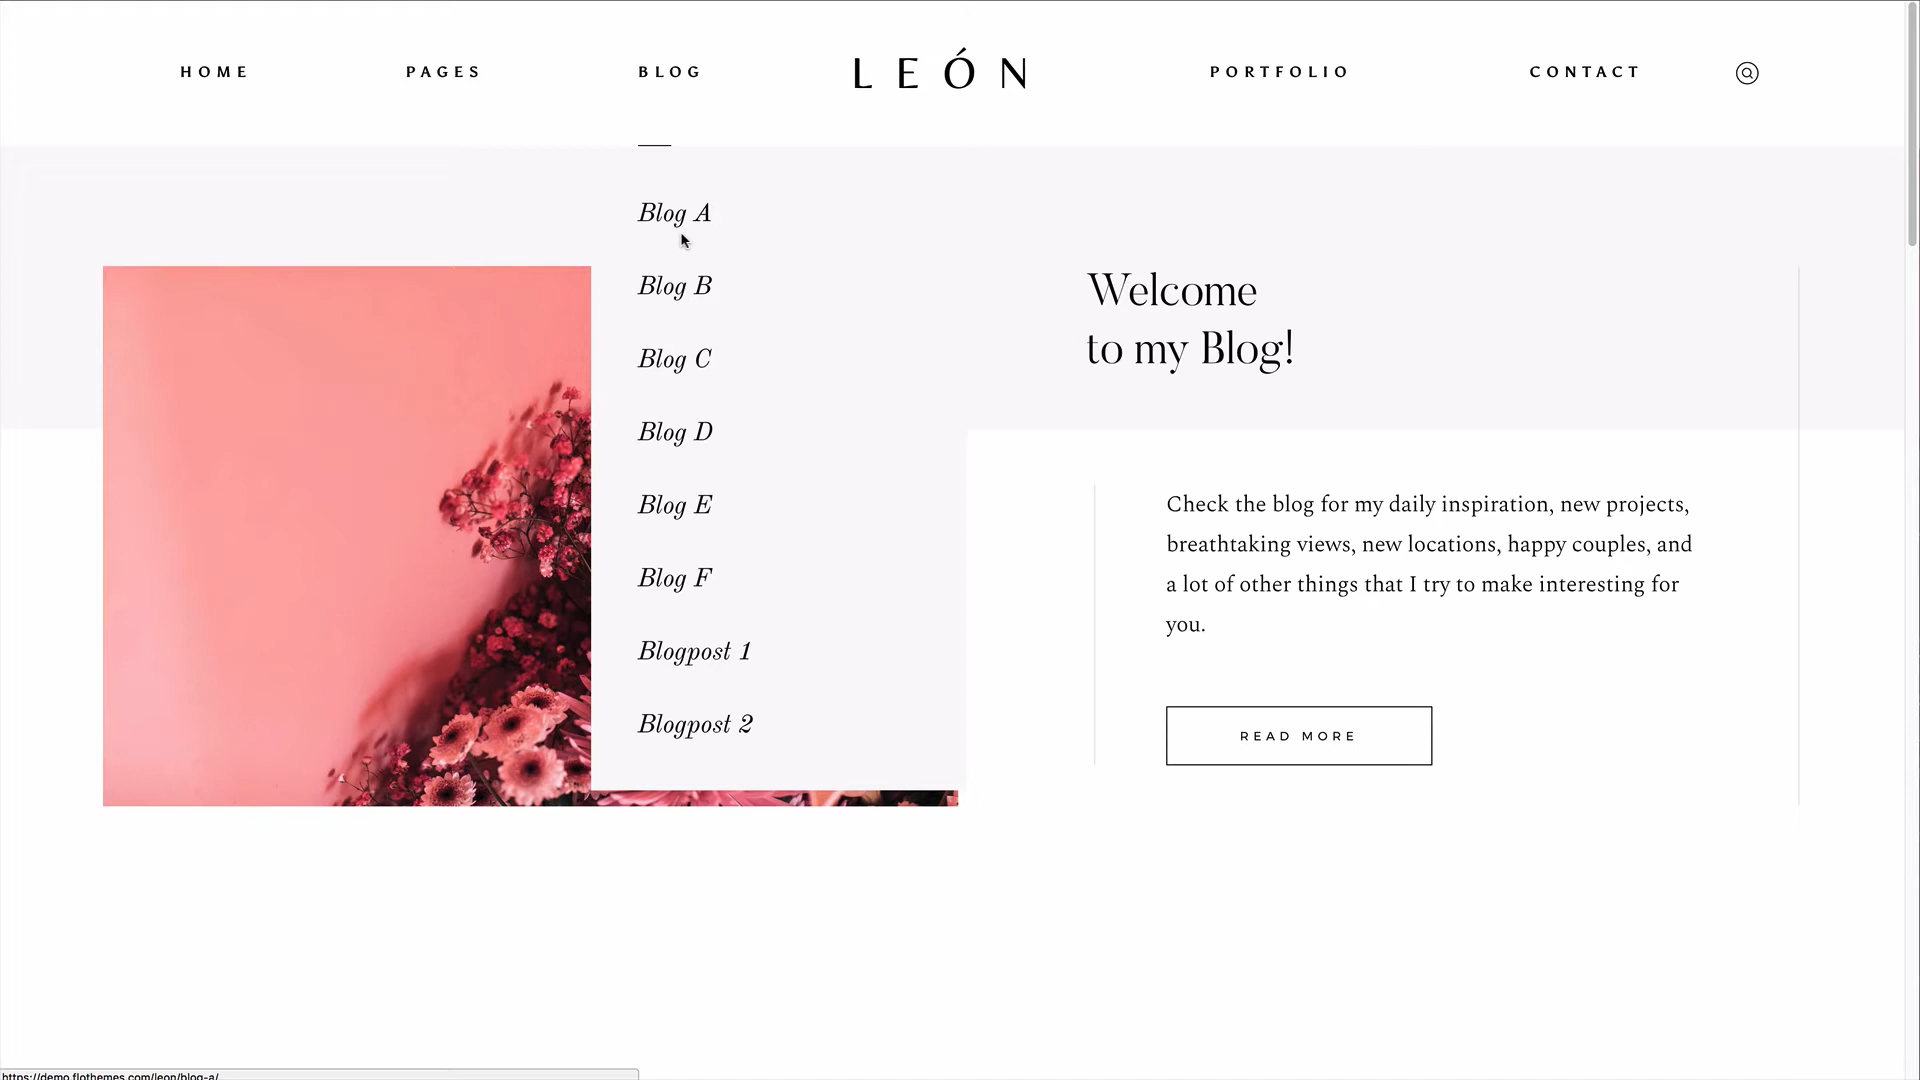 HOME
PAGES
BLOG
LEÓN
PORTFOLIO
CONTACT
Blog A
Blog B
Blog C
Blog D
Blog E
Blog F
Blogpost 1
Blogpost 2
Welcome
to my Blog!
Check the blog for my daily inspiration, new projects,
breathtaking views, new locations, happy couples, and
a lot of other things that I try to make interesting for
you.
READ MORE
https://demo.flothemes.com/leon/blog-a/